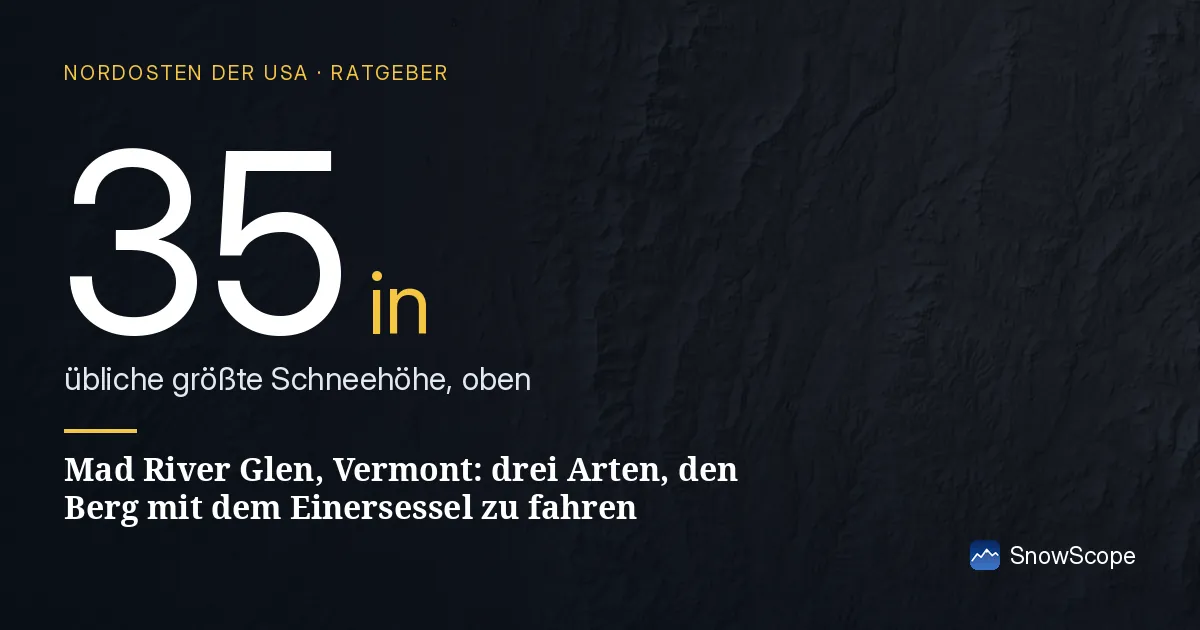 NORDOSTEN DER USA · RATGEBER
35 in
übliche größte Schneehöhe, oben
Mad River Glen, Vermont: drei Arten, den
Berg mit dem Einersessel zu fahren
SnowScope